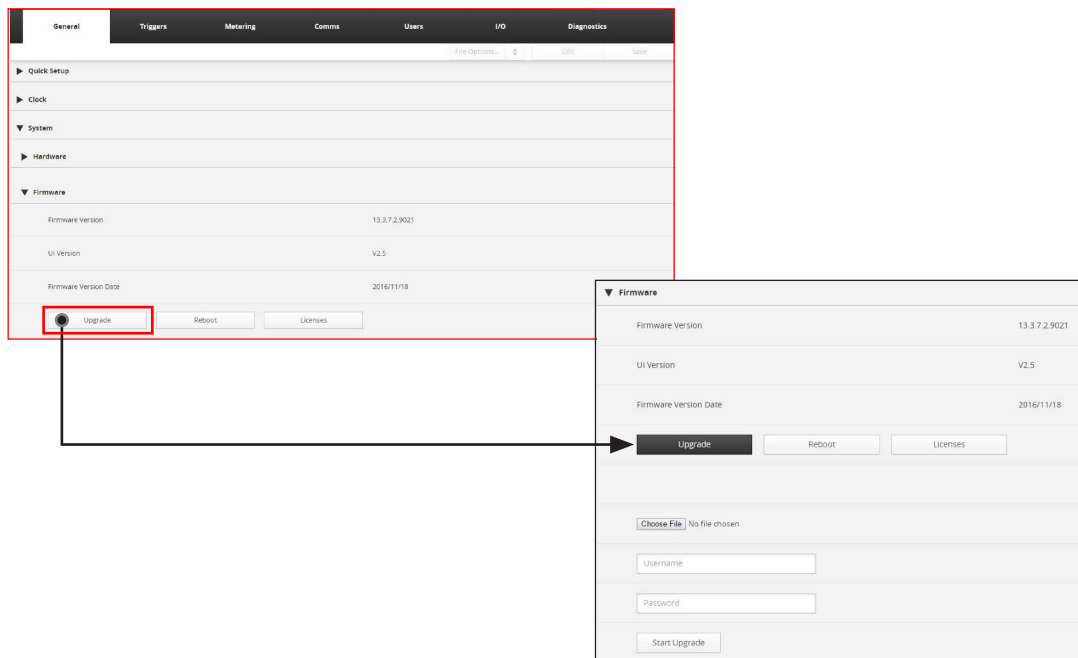 General Triggers Metering Comms Users I/O Diagnostics
File Options... Edit Save
Quick Setup
Clock
System
Hardware
Firmware
Firmware Version 13.3.7.2.9021
UI Version V2.5
Firmware Version Date 2016/11/18
Upgrade Reboot Licenses
Firmware
Firmware Version 13.3.7.2.9021
UI Version V2.5
Firmware Version Date 2016/11/18
Upgrade Reboot Licenses
Choose File No file chosen
Username
Password
Start Upgrade